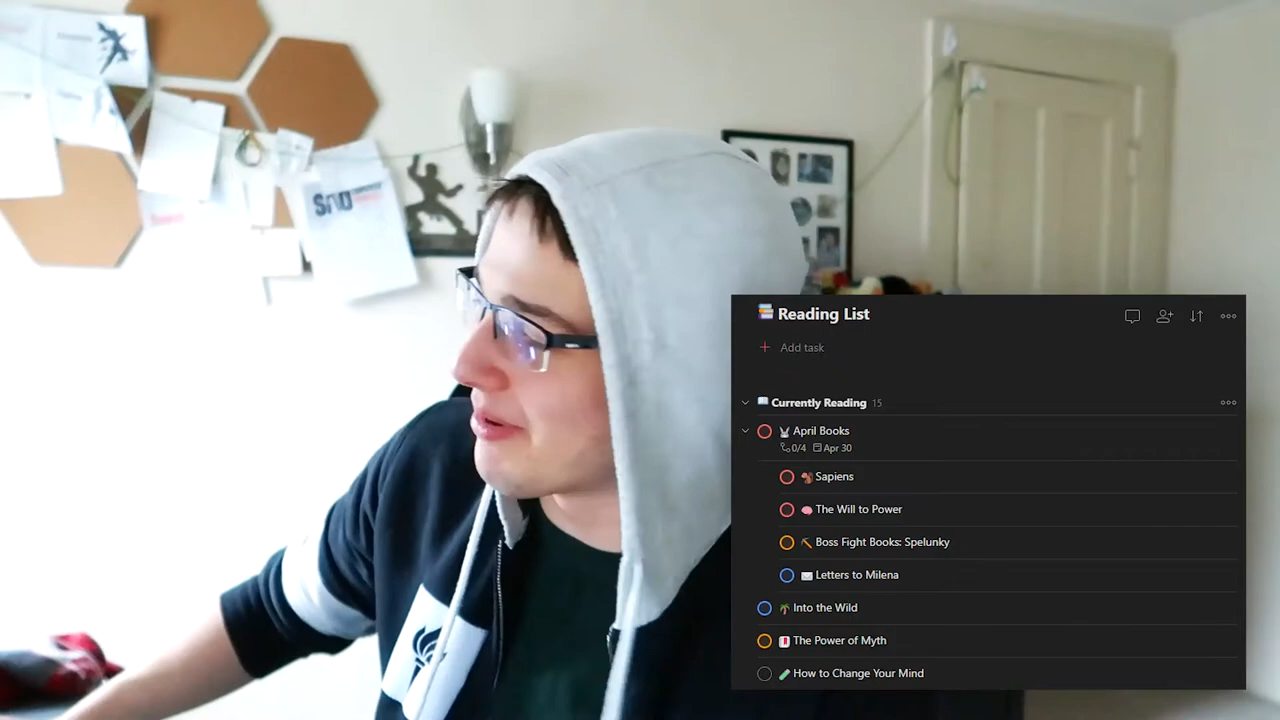 Reading List
Add task
Currently Reading 15
April Books
0/4 Apr 30
Sapiens
The Will to Power
Boss Fight Books: Spelunky
Letters to Milena
Into the Wild
The Power of Myth
How to Change Your Mind